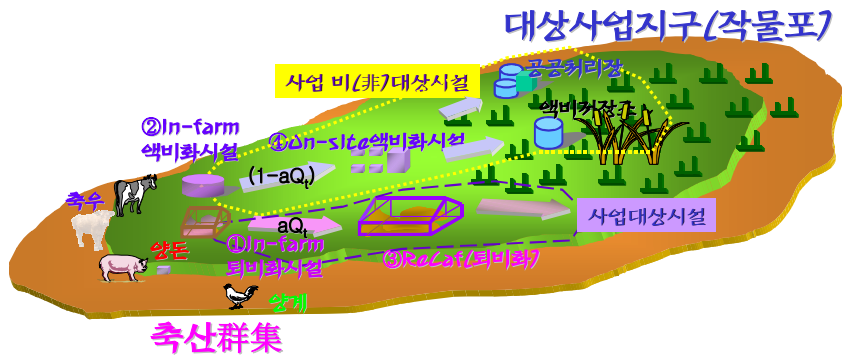 대상사업지구(작물포)
사업 비(非)대상시설
공공처리장
액비저장조
②In-farm
액비화시설
④On-site액비화시설
(1-aQt)
축우
양돈
aQt
①In-farm
퇴비화시설
사업대상시설
③ReCaf(퇴비화)
양계
축산群集